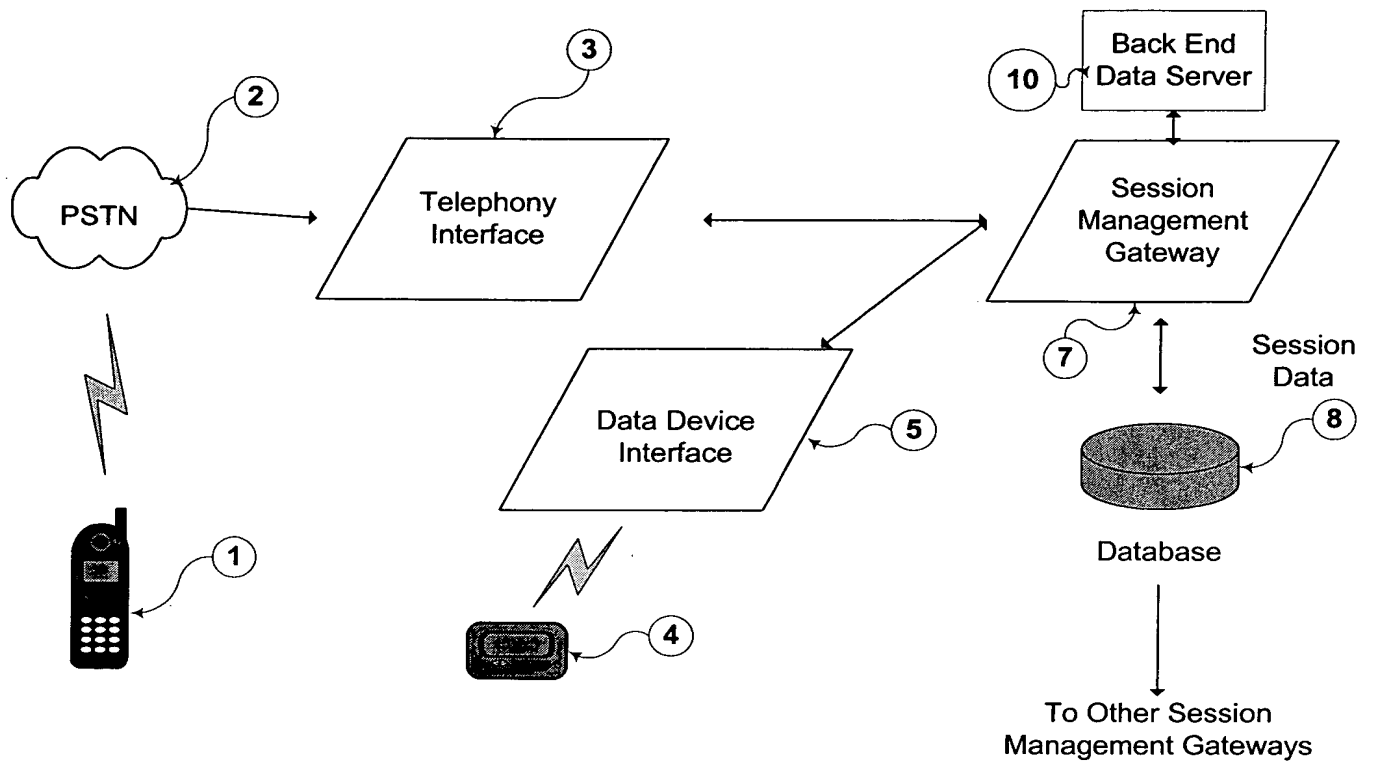 Back End
Data Server
10
3
2
PSTN
Telephony
Interface
Session
Management
Gateway
7
Session
Data
8
Data Device
Interface
5
Database
1
4
To Other Session
Management Gateways